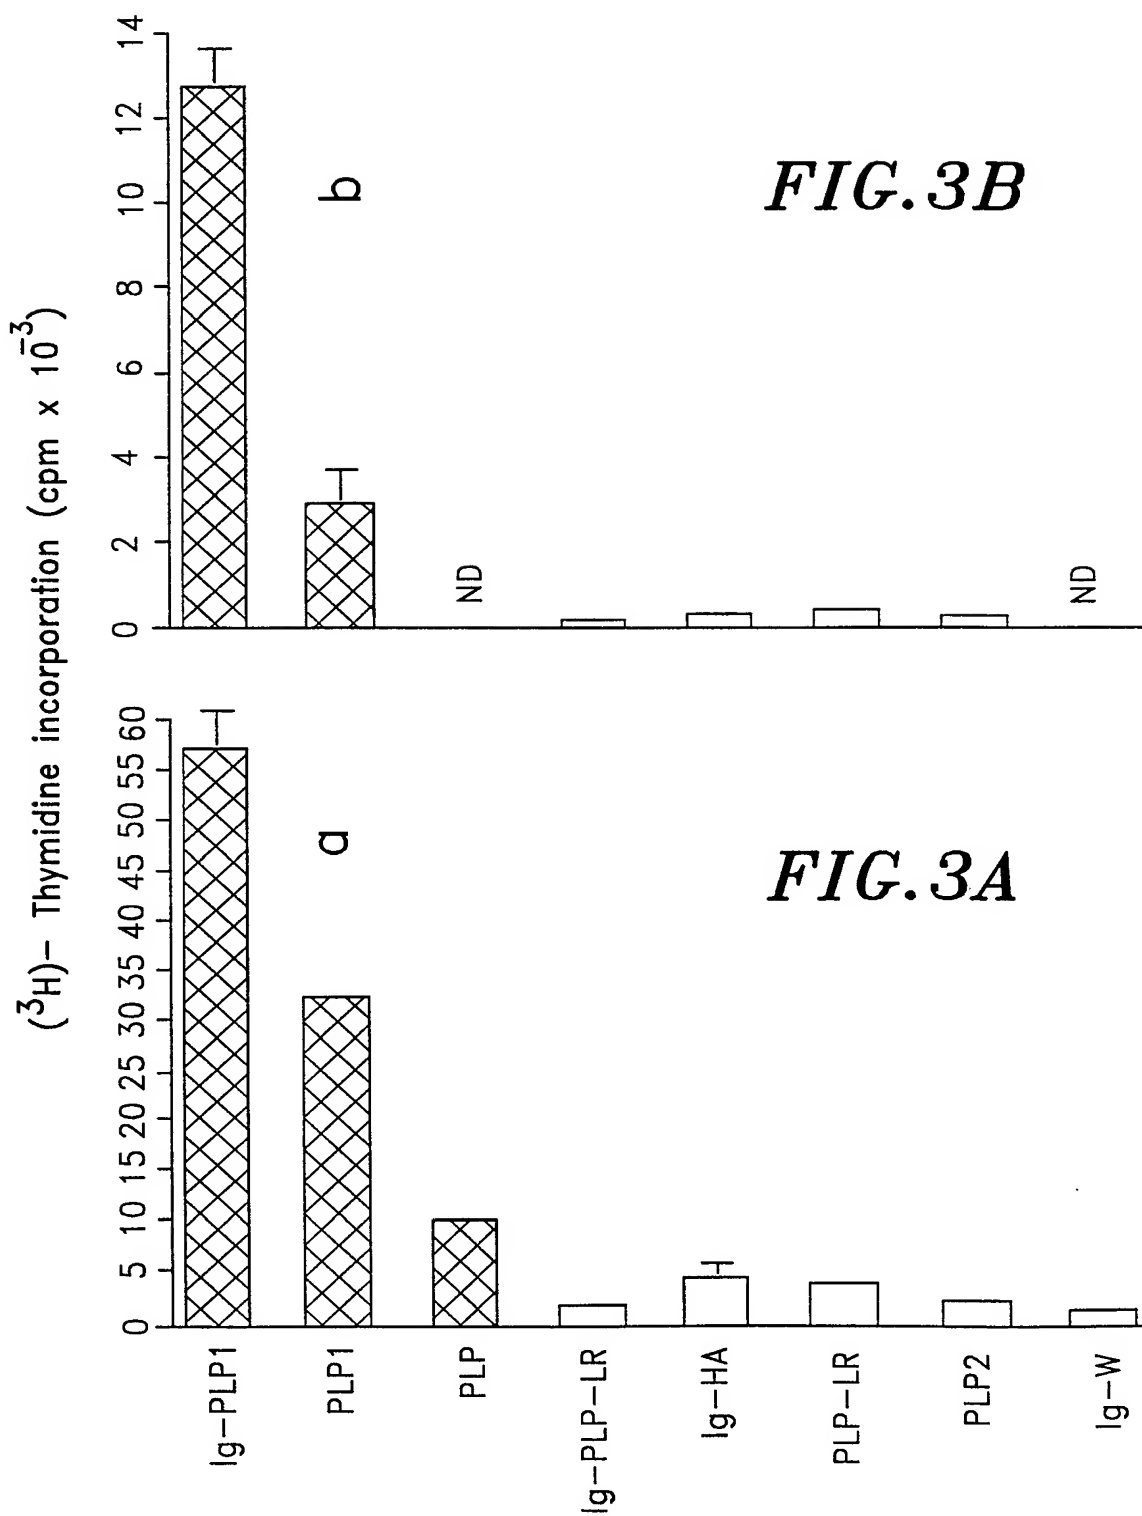 (³H)– Thymidine incorporation (cpm x 10⁻³)
0 2 4 6 8 10 12 14
b
ND
ND
FIG.3B
0 5 10 15 20 25 30 35 40 45 50 55 60
a
FIG.3A
Ig–PLP1
PLP1
PLP
Ig–PLP–LR
Ig–HA
PLP–LR
PLP2
Ig–W